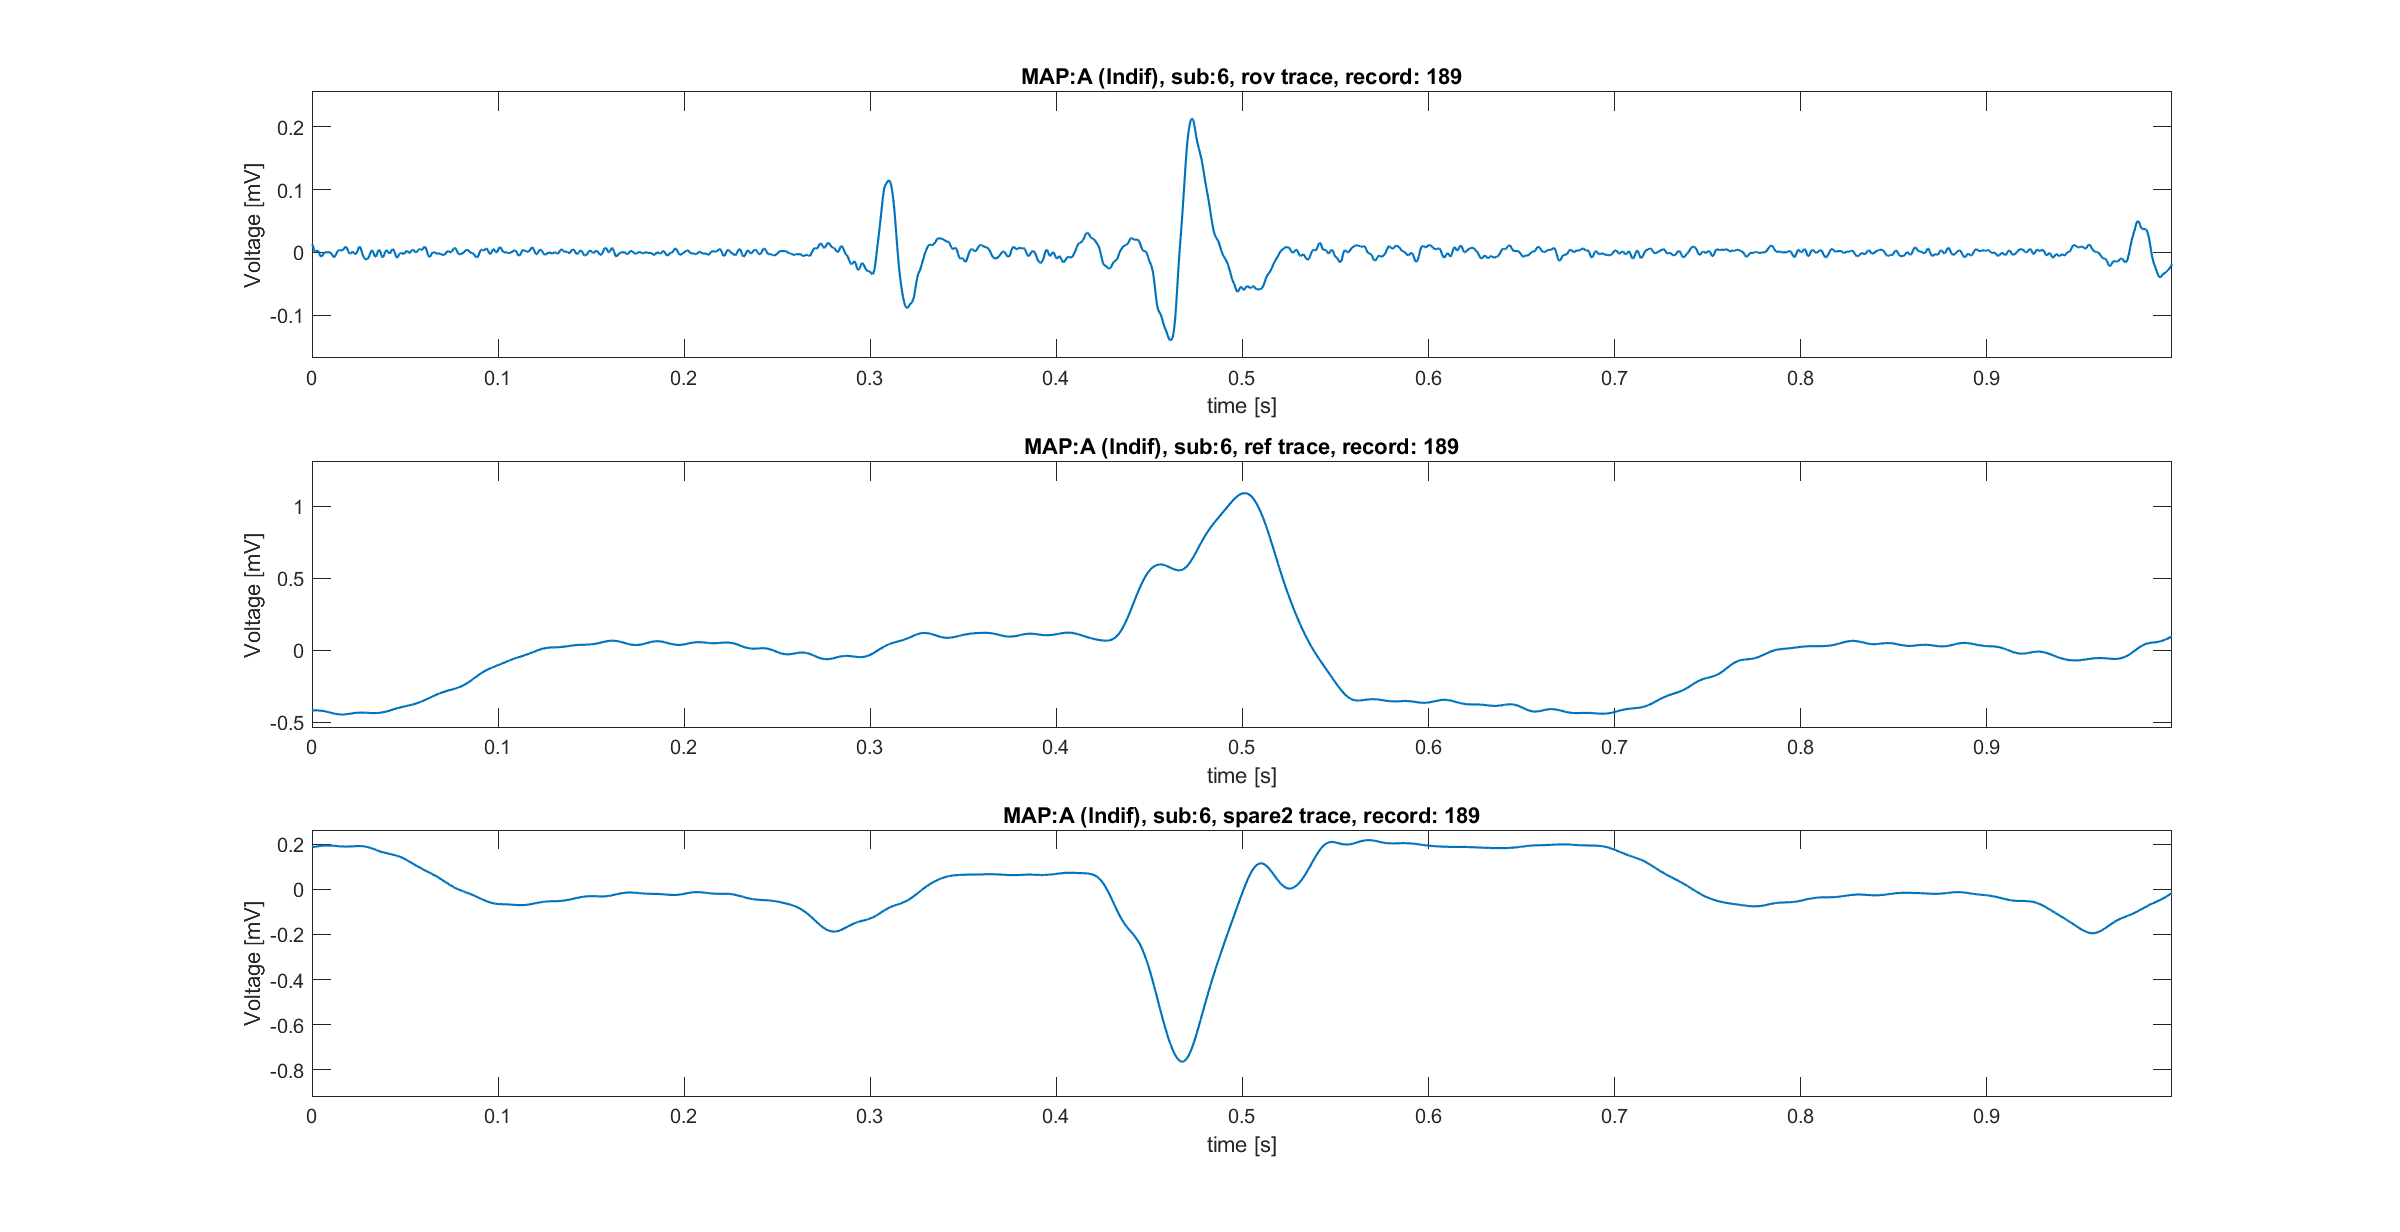 MAP:A (Indif), sub:6, rov trace, record: 189
Voltage [mV]
0.2
0.1
0
-0.1
0 0.1 0.2 0.3 0.4 0.5 0.6 0.7 0.8 0.9
time [s]
MAP:A (Indif), sub:6, ref trace, record: 189
Voltage [mV]
1
0.5
0
-0.5
0 0.1 0.2 0.3 0.4 0.5 0.6 0.7 0.8 0.9
time [s]
MAP:A (Indif), sub:6, spare2 trace, record: 189
Voltage [mV]
0.2
0
-0.2
-0.4
-0.6
-0.8
0 0.1 0.2 0.3 0.4 0.5 0.6 0.7 0.8 0.9
time [s]